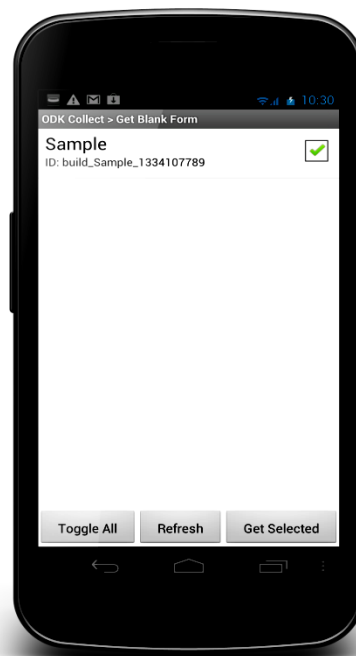 10:30
ODK Collect > Get Blank Form
Sample
ID: build_Sample_1334107789
Toggle All Refresh Get Selected